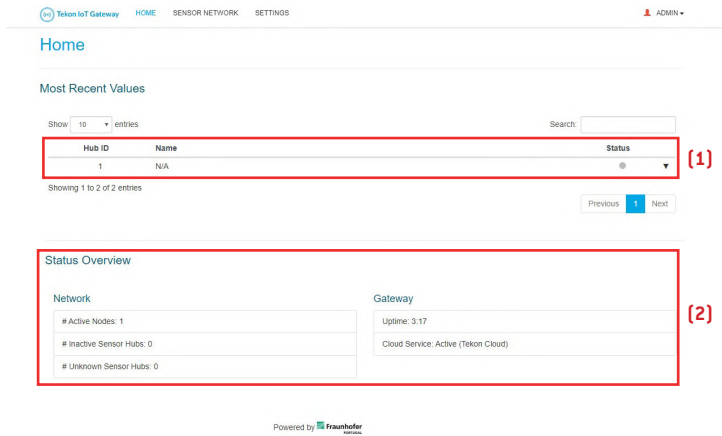 Tekon IoT Gateway HOME SENSOR NETWORK SETTINGS ADMIN
Home
Most Recent Values
Show 10 entries Search:
Hub ID Name Status
1 N/A
(1)
Showing 1 to 2 of 2 entries
Previous 1 Next
Status Overview
Network Gateway
# Active Nodes: 1 Uptime: 3:17
(2)
# Inactive Sensor Hubs: 0 Cloud Service: Active (Tekon Cloud)
# Unknown Sensor Hubs: 0
Powered by Fraunhofer
PORTUGAL